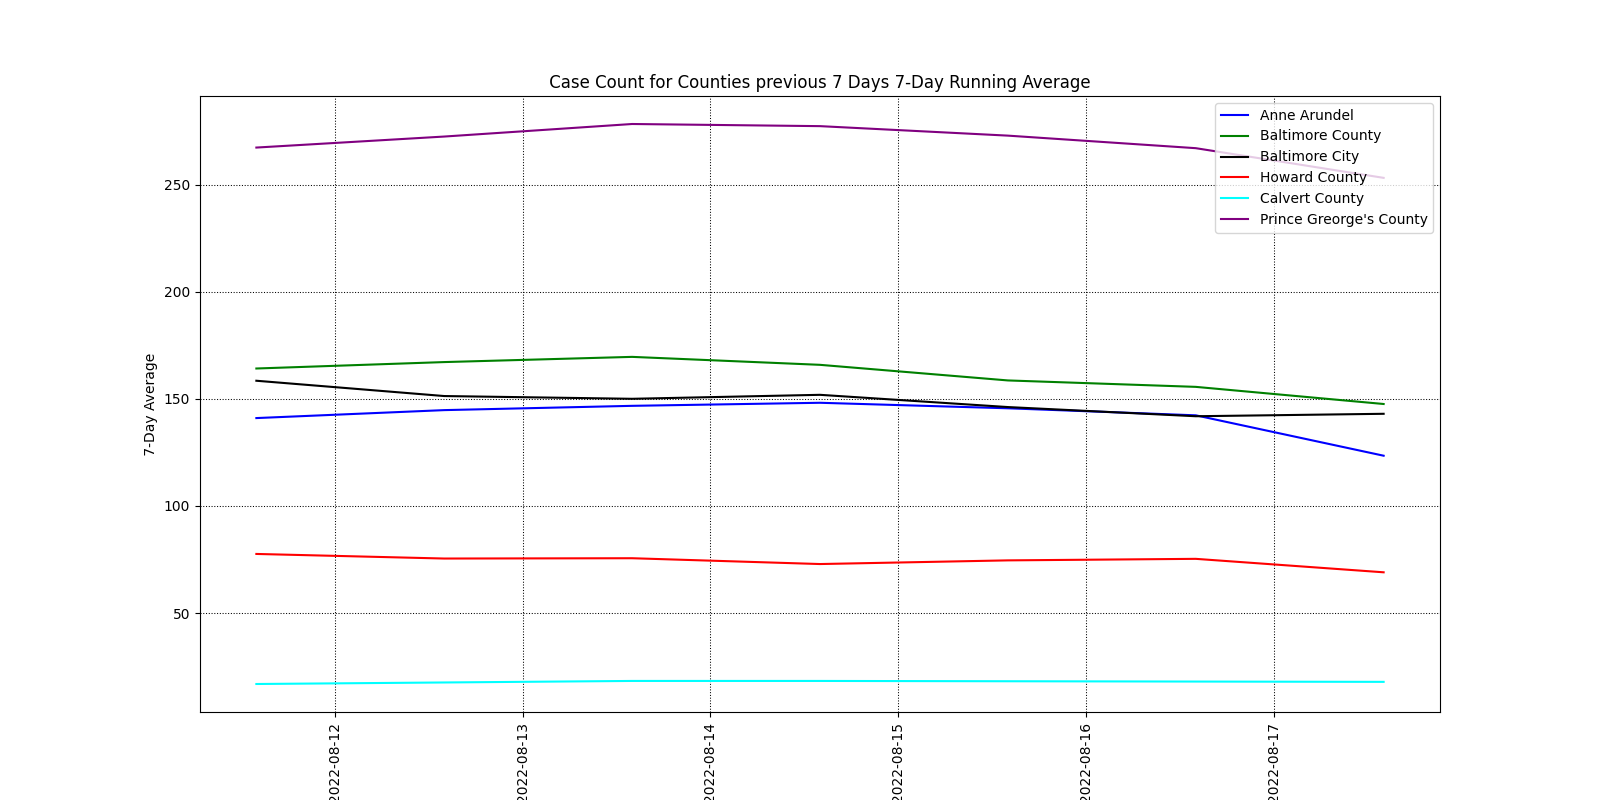 Case Count for Counties previous 7 Days 7-Day Running Average
Anne Arundel
Baltimore County
Baltimore City
Howard County
Calvert County
Prince Greorge's County
7-Day Average
250
200
150
100
50
2022-08-12
2022-08-13
2022-08-14
2022-08-15
2022-08-16
2022-08-17